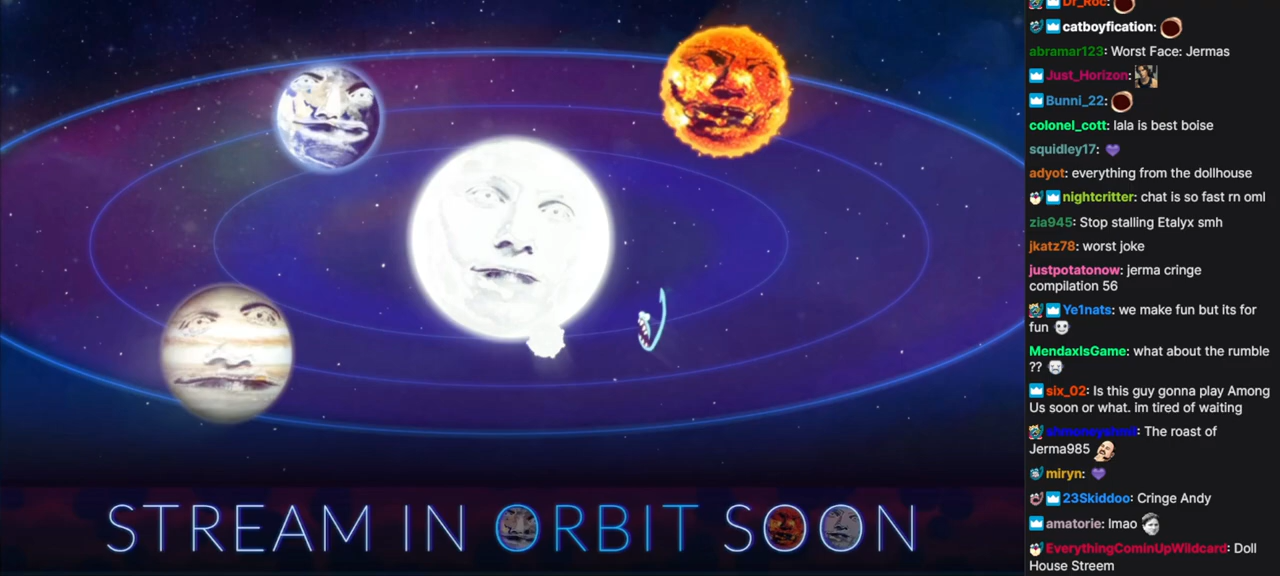 STREAM IN ORBIT SOON
Dr_Roc:
catboyfication:
abramar123: Worst Face: Jermas
Just_Horizon:
Bunni_22:
colonel_cott: lala is best boise
squidley17:
adyot: everything from the dollhouse
nightcritter: chat is so fast rn oml
zia945: Stop stalling Etalyx smh
jkatz78: worst joke
justpotatonow: jerma cringe
compilation 56
Ye1nats: we make fun but its for
fun
MendaxIsGame: what about the rumble
??
six_02: Is this guy gonna play Among
Us soon or what. im tired of waiting
: The roast of
Jerma985
miryn:
23Skiddoo: Cringe Andy
amatorie: lmao
EverythingCominUpWildcard: Doll
House Streem